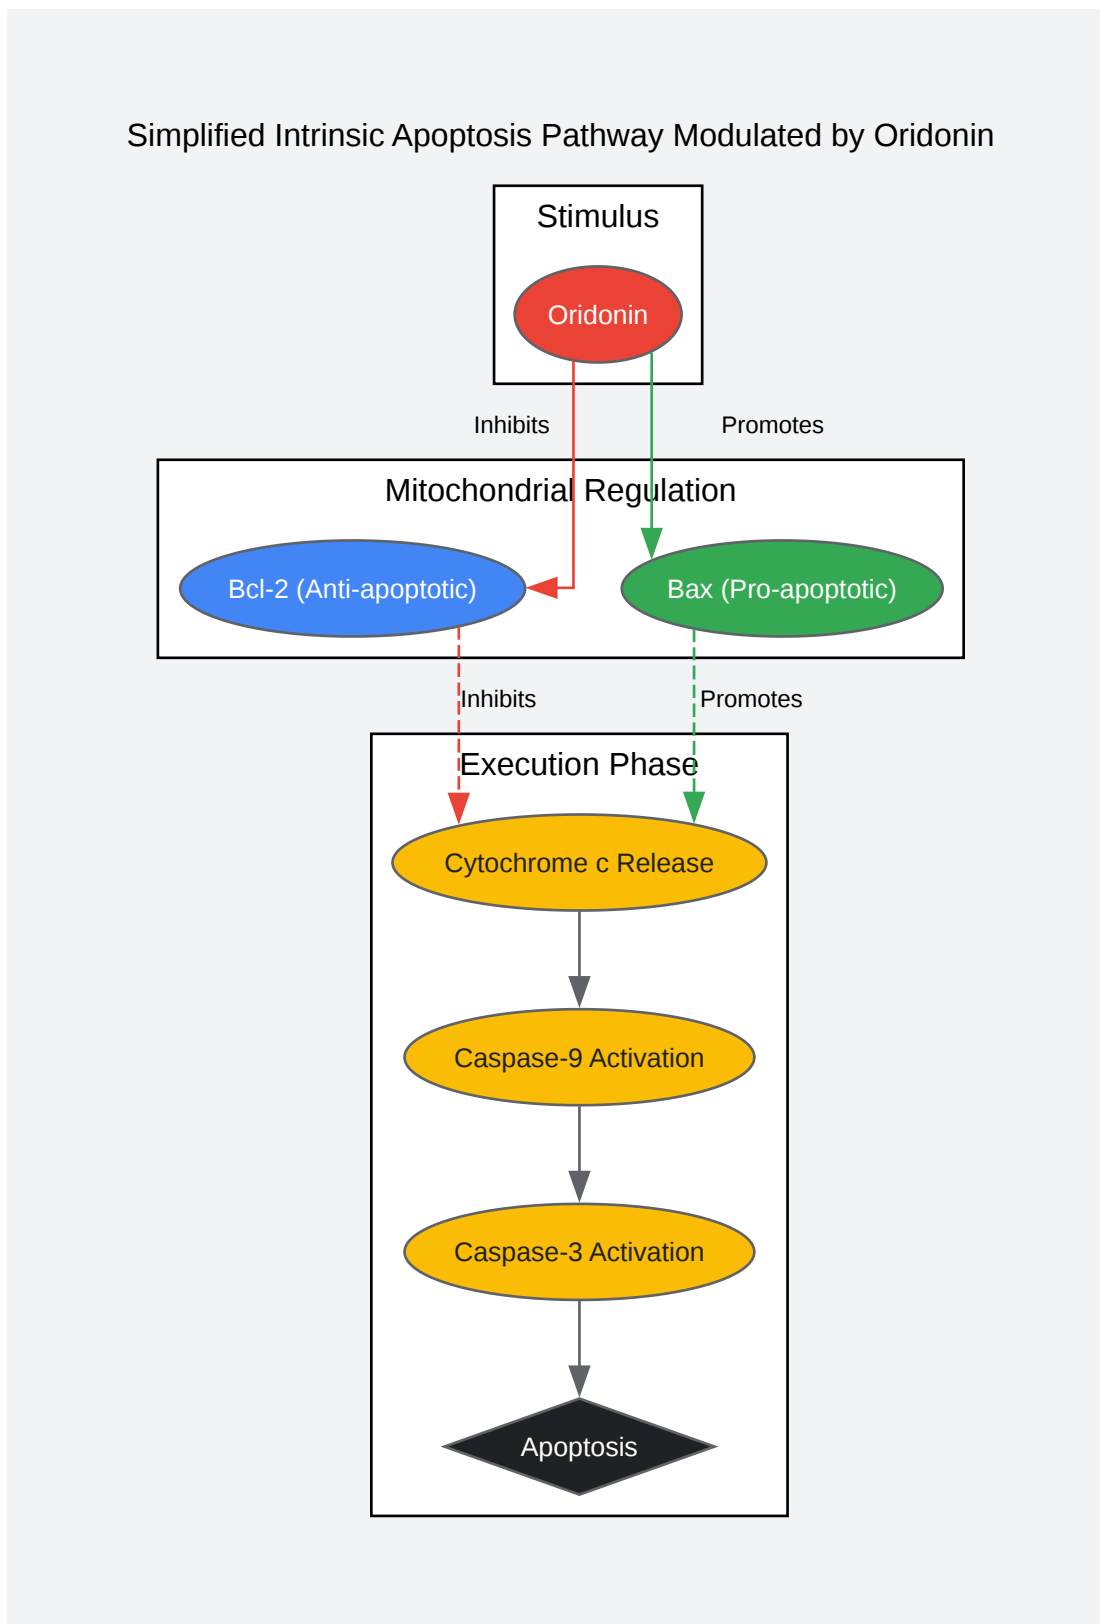 Simplified Intrinsic Apoptosis Pathway Modulated by Oridonin
Stimulus
Oridonin
Inhibits
Promotes
Mitochondrial Regulation
Bcl-2 (Anti-apoptotic)
Bax (Pro-apoptotic)
Inhibits
Promotes
Execution Phase
Cytochrome c Release
Caspase-9 Activation
Caspase-3 Activation
Apoptosis